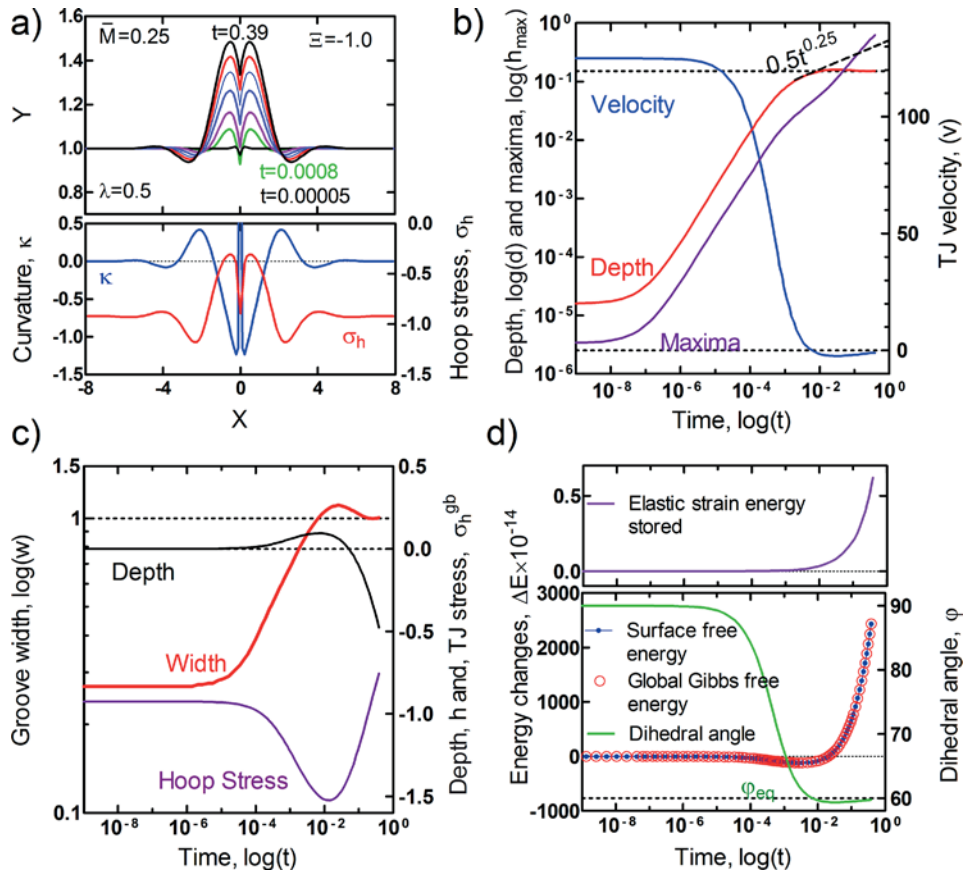 a)
M̄=0.25
t=0.39
Ξ=-1.0
1.6
1.4
1.2
1.0
0.8
Y
t=0.0008
t=0.00005
λ=0.5
0.5
0.0
-0.5
-1.0
-1.5
Curvature, κ
κ
σh
0.0
-0.5
-1.0
-1.5
Hoop stress, σh
-8
-4
0
4
8
X
b)
10^0
10^-1
10^-2
10^-3
10^-4
10^-5
10^-6
Depth, log(d) and maxima, log(hmax)
0.5t^0.25
Velocity
Depth
Maxima
100
50
0
TJ velocity, (v)
10^-8
10^-6
10^-4
10^-2
10^0
Time, log(t)
c)
1.5
1
0.1
Groove width, log(w)
Depth
Width
Hoop Stress
0.5
0.0
-0.5
-1.0
-1.5
Depth, h and, TJ stress, σh^gb
10^-8
10^-6
10^-4
10^-2
10^0
Time, log(t)
d)
0.5
0.0
Elastic strain energy
stored
3000
2000
1000
0
-1000
Energy changes, ΔE×10^-14
Surface free
energy
Global Gibbs free
energy
Dihedral angle
φeq
90
80
70
60
Dihedral angle, φ
10^-8
10^-6
10^-4
10^-2
10^0
Time, log(t)